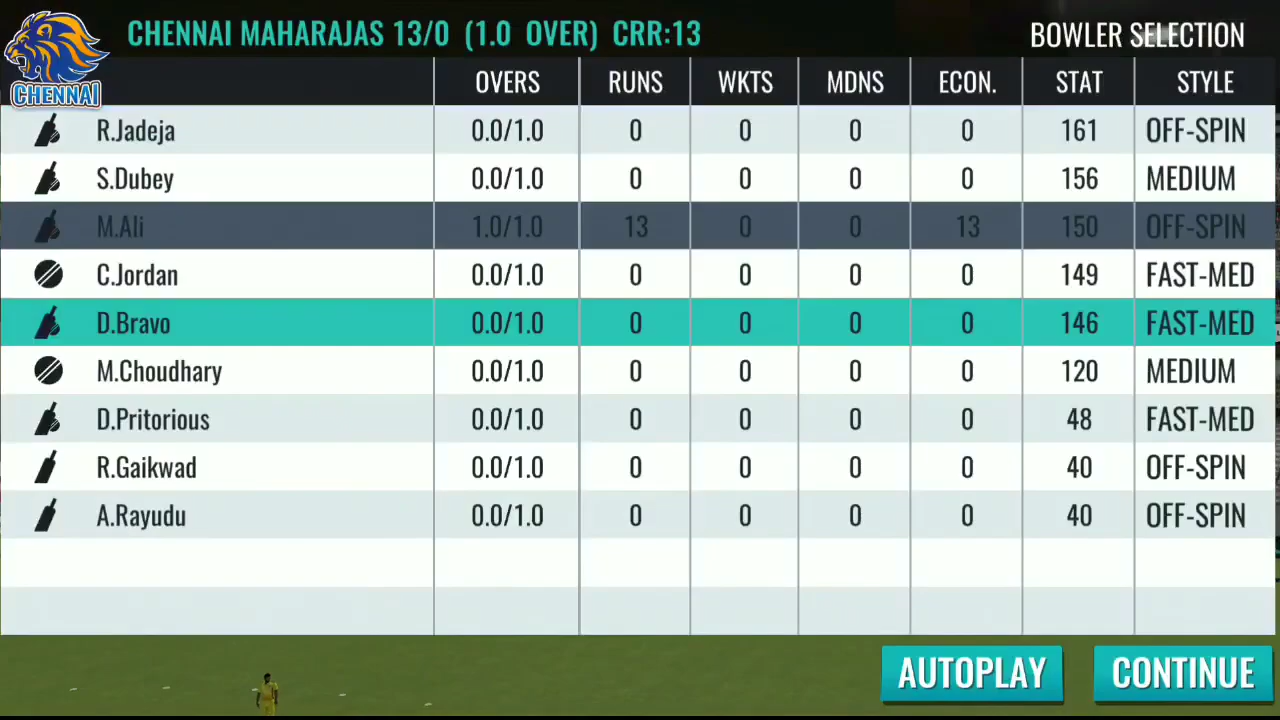 CHENNAI
CHENNAI MAHARAJAS 13/0 (1.0 OVER) CRR:13
BOWLER SELECTION
OVERS RUNS WKTS MDNS ECON. STAT STYLE
R.Jadeja 0.0/1.0 0 0 0 0 161 OFF-SPIN
S.Dubey 0.0/1.0 0 0 0 0 156 MEDIUM
M.Ali 1.0/1.0 13 0 0 13 150 OFF-SPIN
C.Jordan 0.0/1.0 0 0 0 0 149 FAST-MED
D.Bravo 0.0/1.0 0 0 0 0 146 FAST-MED
M.Choudhary 0.0/1.0 0 0 0 0 120 MEDIUM
D.Pritorious 0.0/1.0 0 0 0 0 48 FAST-MED
R.Gaikwad 0.0/1.0 0 0 0 0 40 OFF-SPIN
A.Rayudu 0.0/1.0 0 0 0 0 40 OFF-SPIN
AUTOPLAY CONTINUE